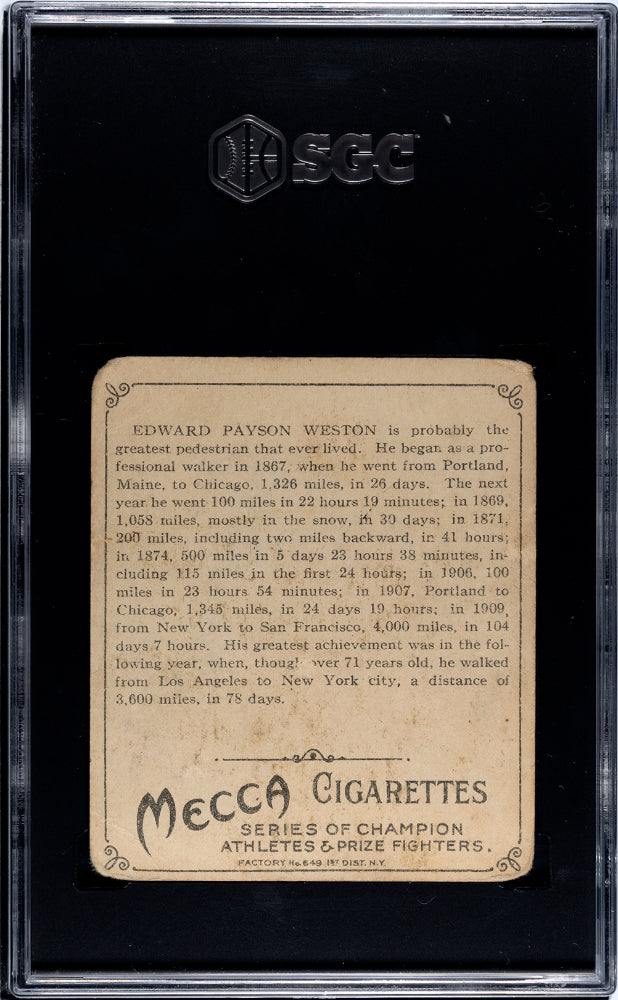 SGC
EDWARD PAYSON WESTON is probably the
greatest pedestrian that ever lived. He began as a pro-
fessional walker in 1867, when he went from Portland,
Maine, to Chicago, 1,326 miles, in 26 days. The next
year he went 100 miles in 22 hours 19 minutes; in 1869,
1,058 miles, mostly in the snow, in 30 days; in 1871,
200 miles, including two miles backward, in 41 hours;
in 1874, 500 miles in 5 days 23 hours 38 minutes, in-
cluding 115 miles in the first 24 hours; in 1906, 100
miles in 23 hours 54 minutes; in 1907, Portland to
Chicago, 1,345 miles, in 24 days 19 hours; in 1909,
from New York to San Francisco, 4,000 miles, in 104
days 7 hours. His greatest achievement was in the fol-
lowing year, when, though over 71 years old, he walked
from Los Angeles to New York city, a distance of
3,600 miles, in 78 days.
MECCA CIGARETTES
SERIES OF CHAMPION
ATHLETES & PRIZE FIGHTERS.
FACTORY No. 649 1ST DIST. N.Y.